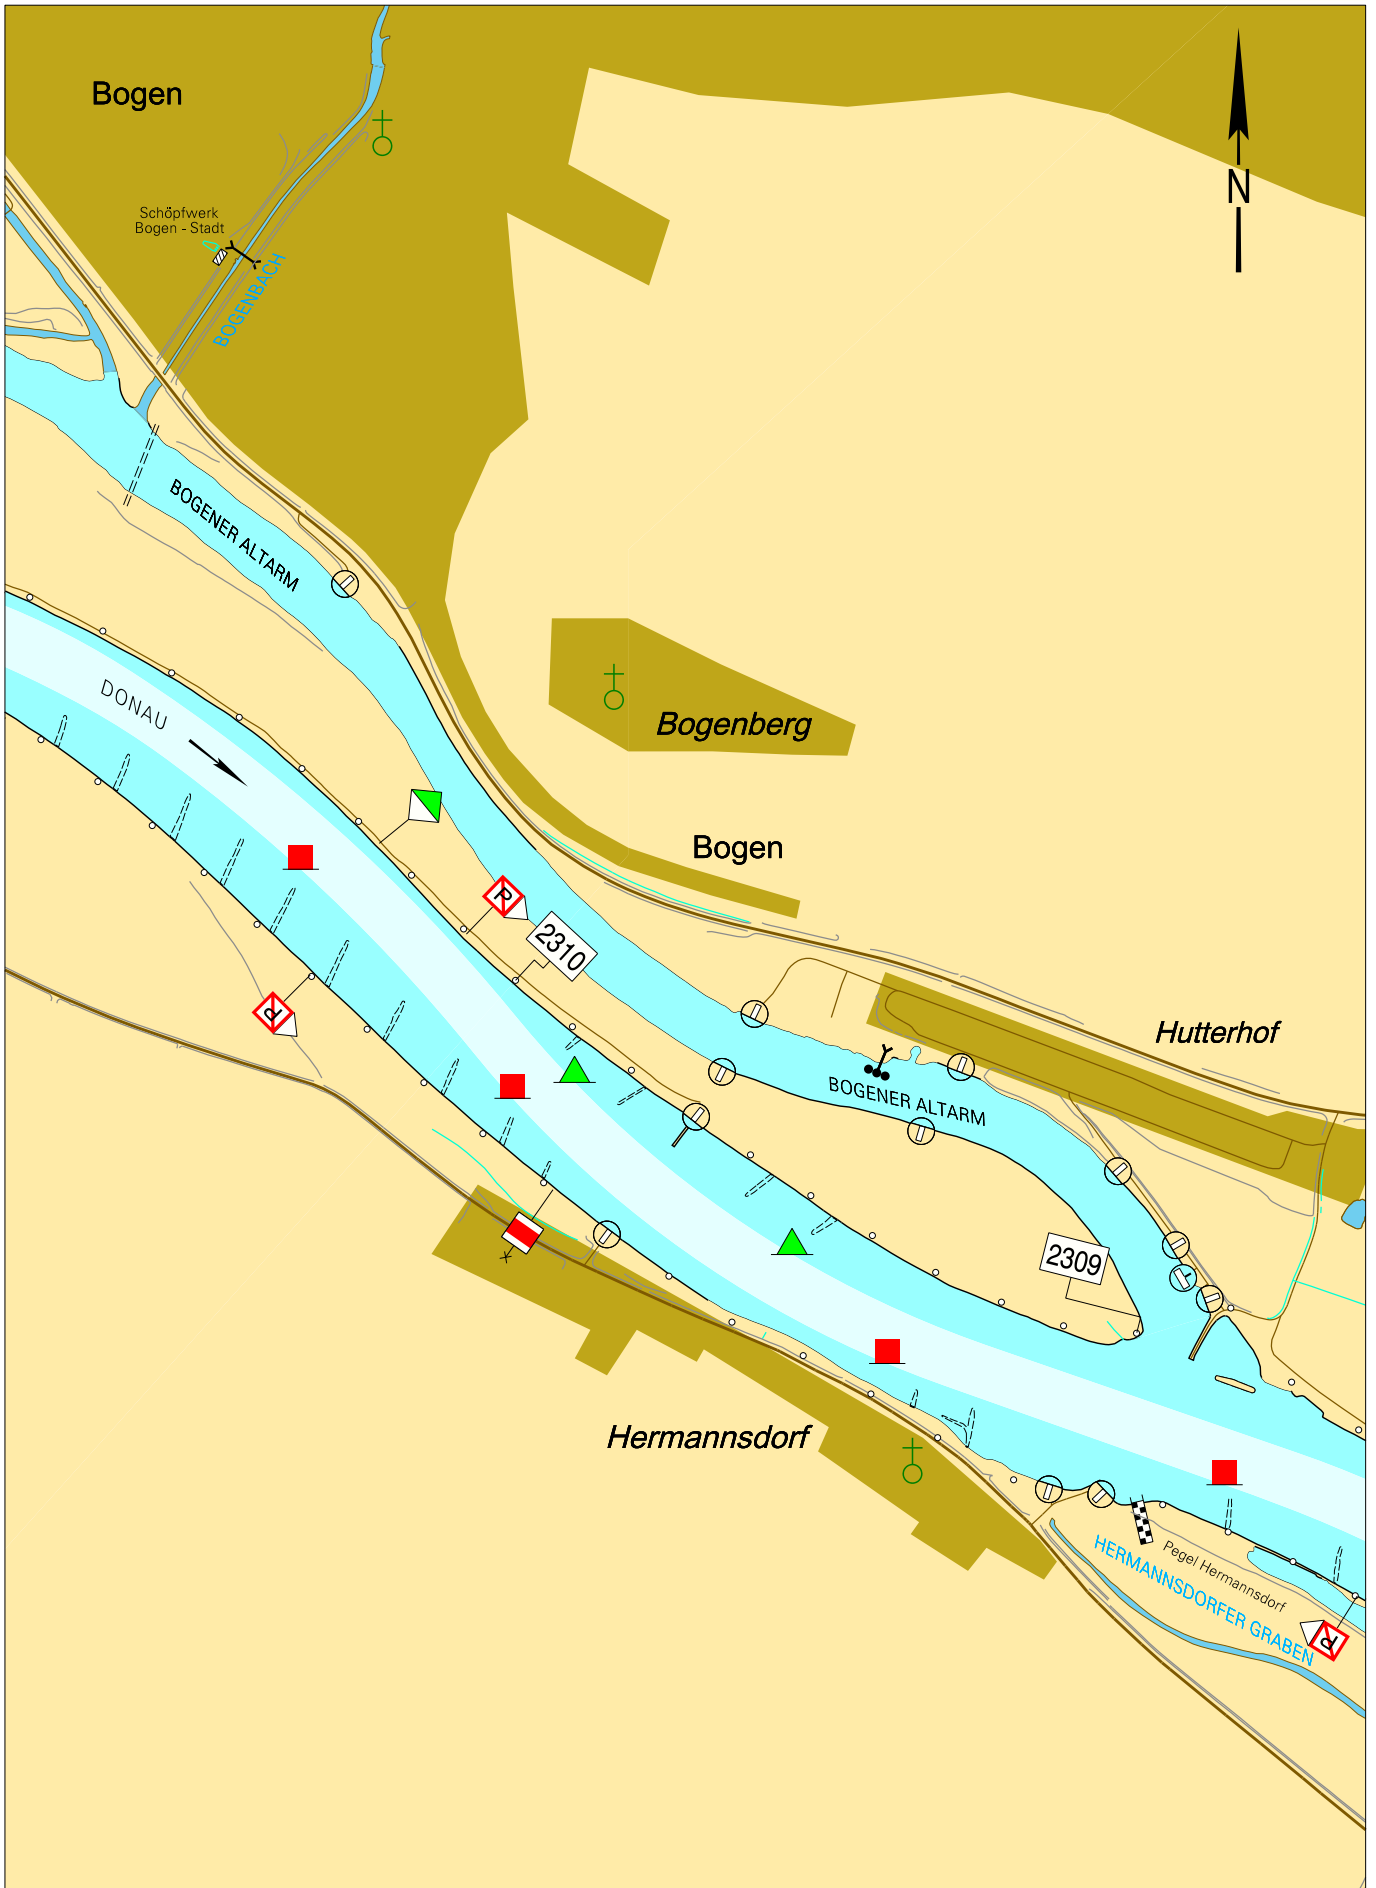 Bogen
N
Schöpfwerk
Bogen - Stadt
BOGENBACH
BOGENER ALTARM
DONAU
Bogenberg
Bogen
R
2310
R
Hutterhof
BOGENER ALTARM
2309
Hermannsdorf
Pegel Hermannsdorf
HERMANNSDORFER GRABEN
R